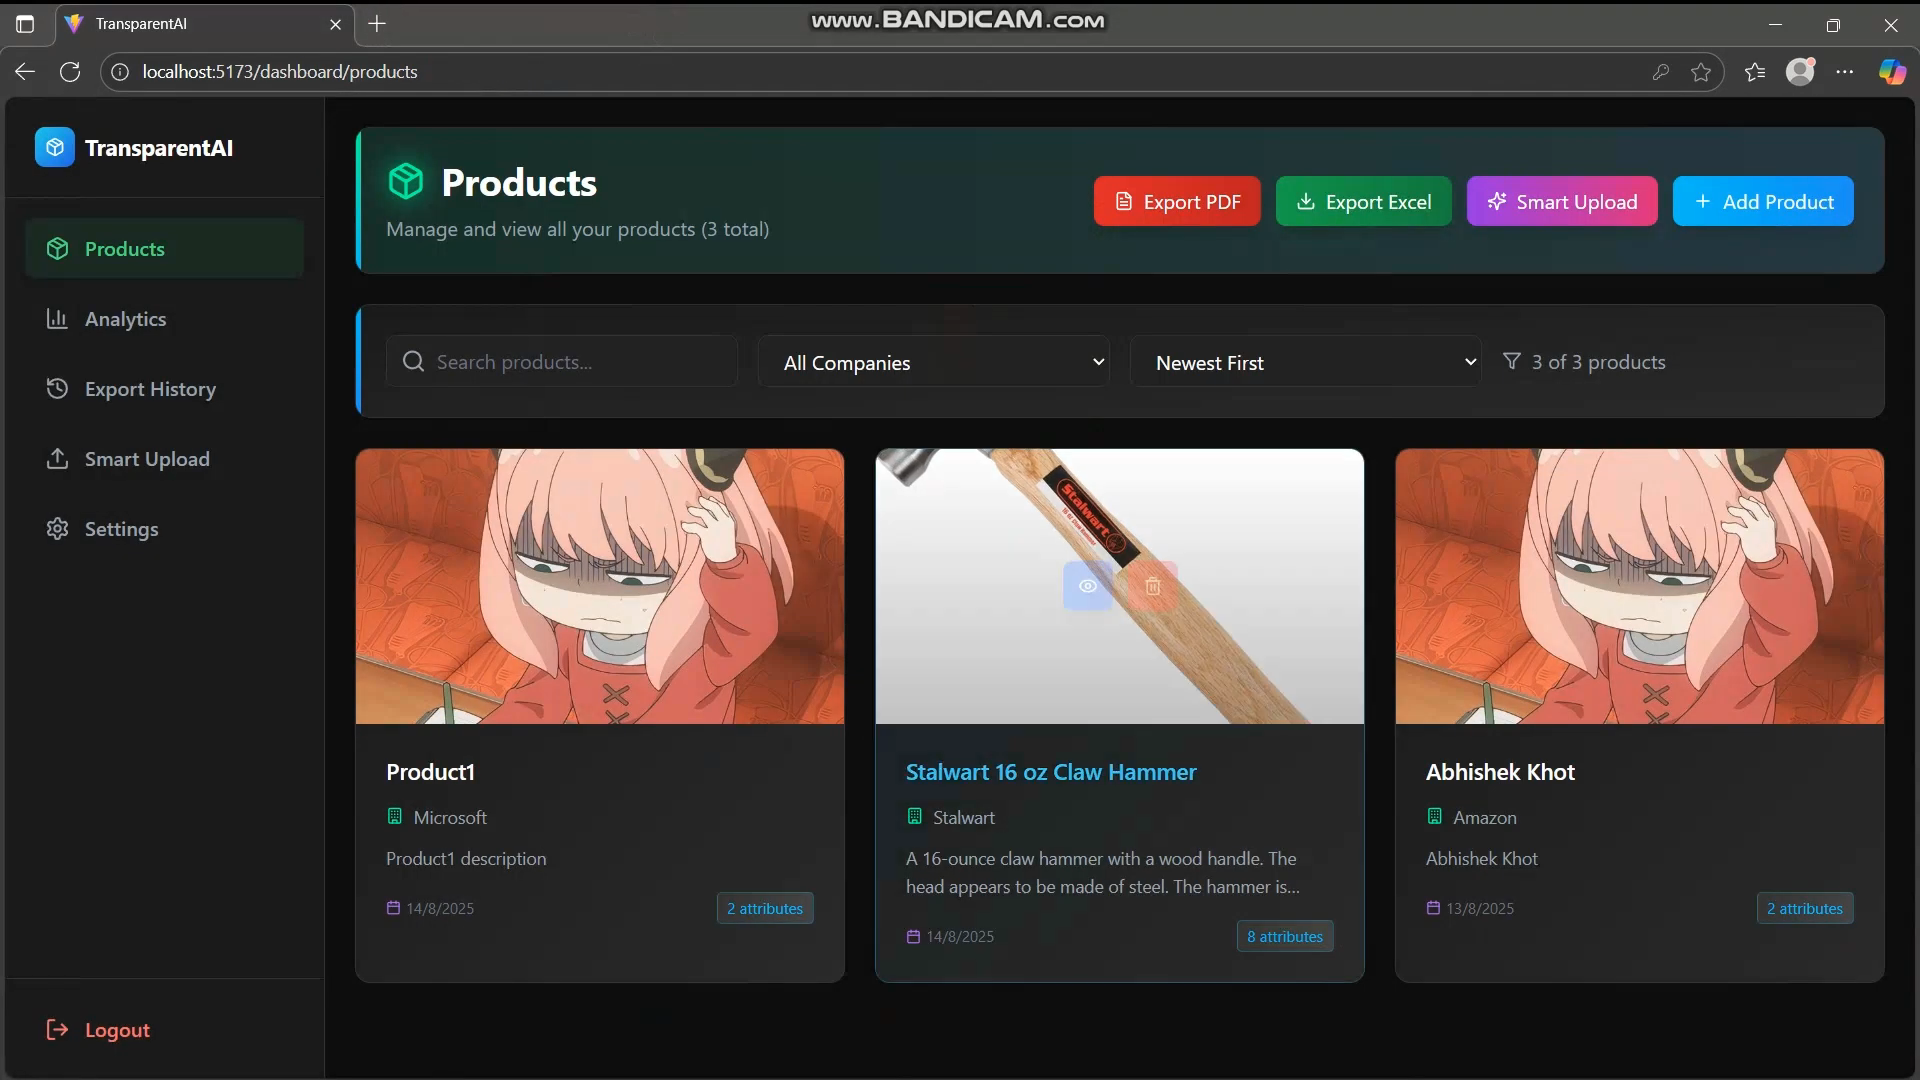 TransparentAI
www.BANDICAM.com
localhost:5173/dashboard/products
TransparentAI
Products
Analytics
Export History
Smart Upload
Settings
Logout
Products
Manage and view all your products (3 total)
Export PDF
Export Excel
Smart Upload
Add Product
Search products...
All Companies
Newest First
3 of 3 products
Product1
Microsoft
Product1 description
14/8/2025
2 attributes
Stalwart
Stalwart 16 oz Claw Hammer
Stalwart
A 16-ounce claw hammer with a wood handle. The
head appears to be made of steel. The hammer is...
14/8/2025
8 attributes
Abhishek Khot
Amazon
Abhishek Khot
13/8/2025
2 attributes